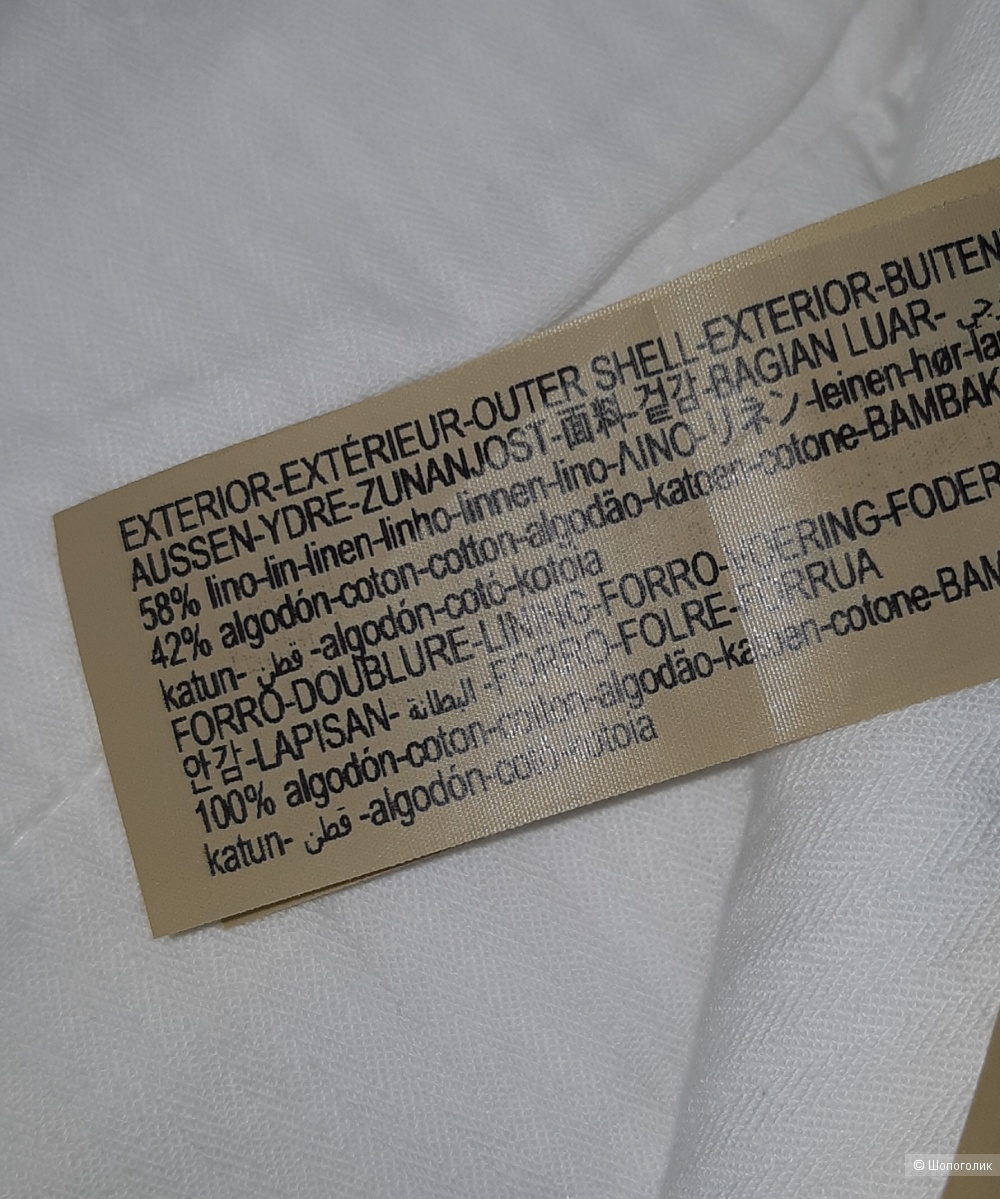 EXTERIOR-EXTÉRIEUR-OUTER SHELL-EXTERIOR-BUITEN
AUSSEN-YDRE-ZUNANJOST-面料-겉감-BAGIAN LUAR-
58% lino-lin-linen-linho-linnen-lino-ΛΙΝΟ-リネン-leinen-hør-la
42% algodón-coton-cotton-algodão-katoen-cotone-BAMBAK
katun- قطن -algodón-cotó-kotoia
FORRO-DOUBLURE-LINING-FORRO-VOERING-FODER
안감-LAPISAN- البطانة -FORRO-FOLRE-FORRUA
100% algodón-coton-cotton-algodão-katoen-cotone-BAM
katun- قطن -algodón-cotó-kotoia
© Шопоголик